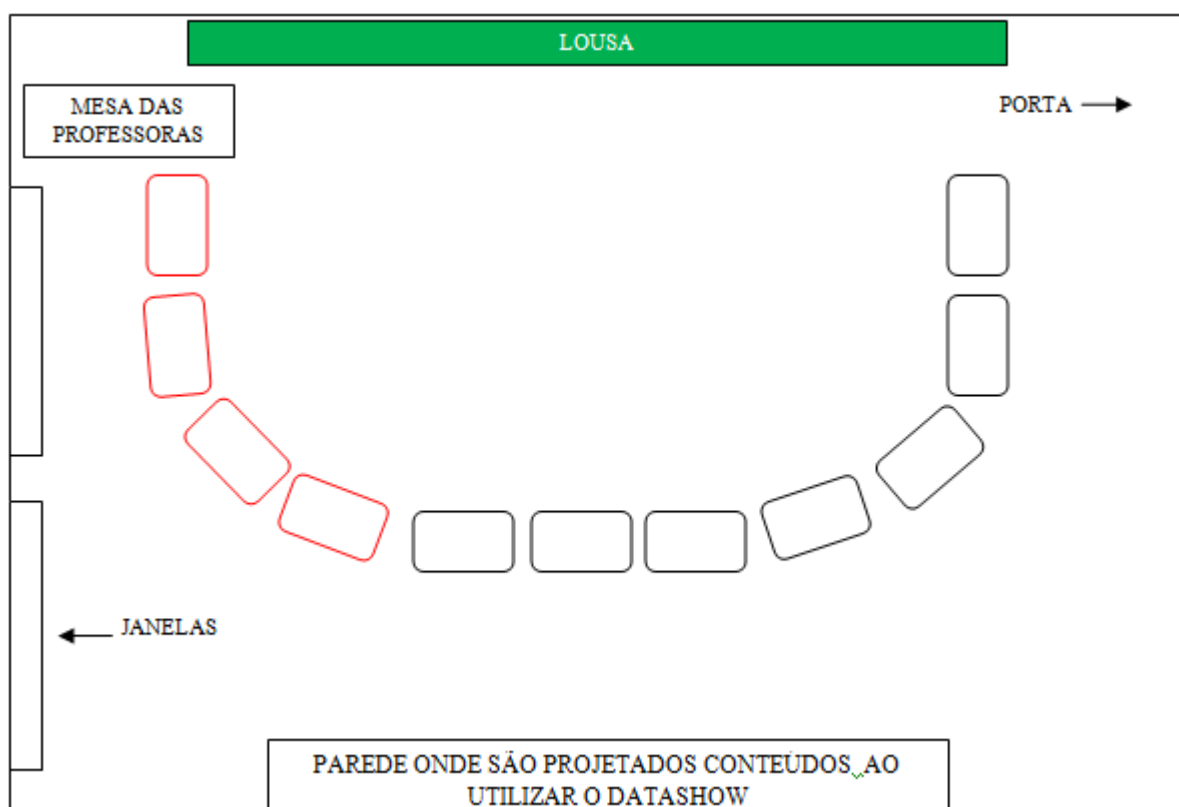 LOUSA
MESA DAS
PROFESSORAS
PORTA
JANELAS
PAREDE ONDE SÃO PROJETADOS CONTEÚDOS, AO
UTILIZAR O DATASHOW